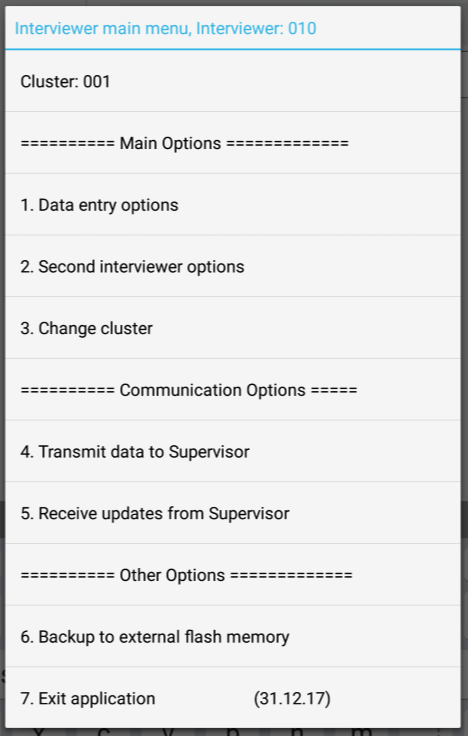 Interviewer main menu, Interviewer: 010
Cluster: 001
========== Main Options =============
1. Data entry options
2. Second interviewer options
3. Change cluster
========== Communication Options =====
4. Transmit data to Supervisor
5. Receive updates from Supervisor
========== Other Options =============
6. Backup to external flash memory
7. Exit application (31.12.17)